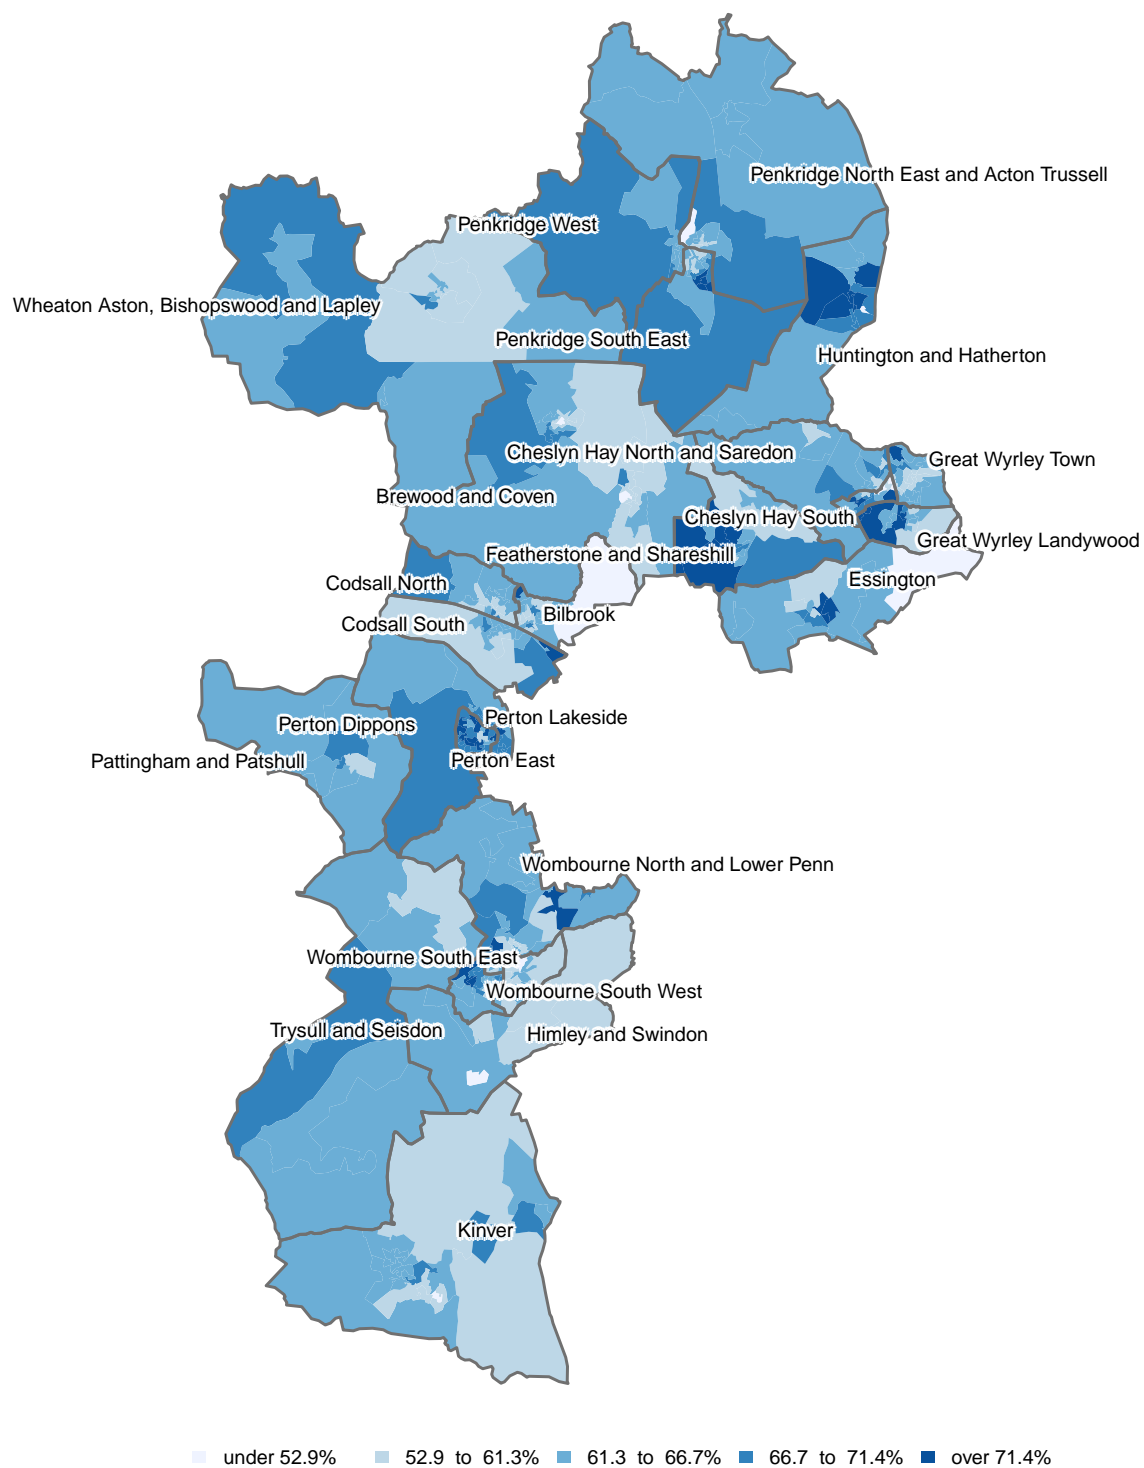 Penkridge North East and Acton Trussell
Penkridge West
Wheaton Aston, Bishopswood and Lapley
Penkridge South East
Huntington and Hatherton
Cheslyn Hay North and Saredon
Great Wyrley Town
Brewood and Coven
Cheslyn Hay South
Great Wyrley Landywood
Featherstone and Shareshill
Codsall North
Essington
Bilbrook
Codsall South
Perton Lakeside
Perton Dippons
Pattingham and Patshull
Perton East
Wombourne North and Lower Penn
Wombourne South East
Wombourne South West
Trysull and Seisdon
Himley and Swindon
Kinver
under 52.9% 52.9 to 61.3% 61.3 to 66.7% 66.7 to 71.4% over 71.4%